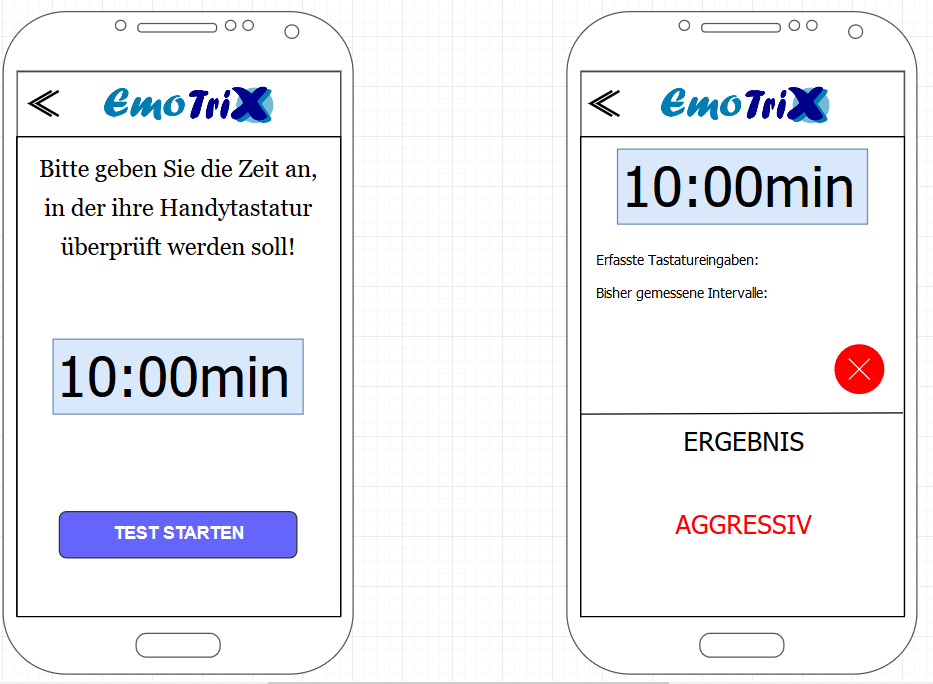 EmoTriX
Bitte geben Sie die Zeit an,
in der ihre Handytastatur
überprüft werden soll!
10:00min
TEST STARTEN
EmoTriX
10:00min
Erfasste Tastatureingaben:
Bisher gemessene Intervalle:
ERGEBNIS
AGGRESSIV